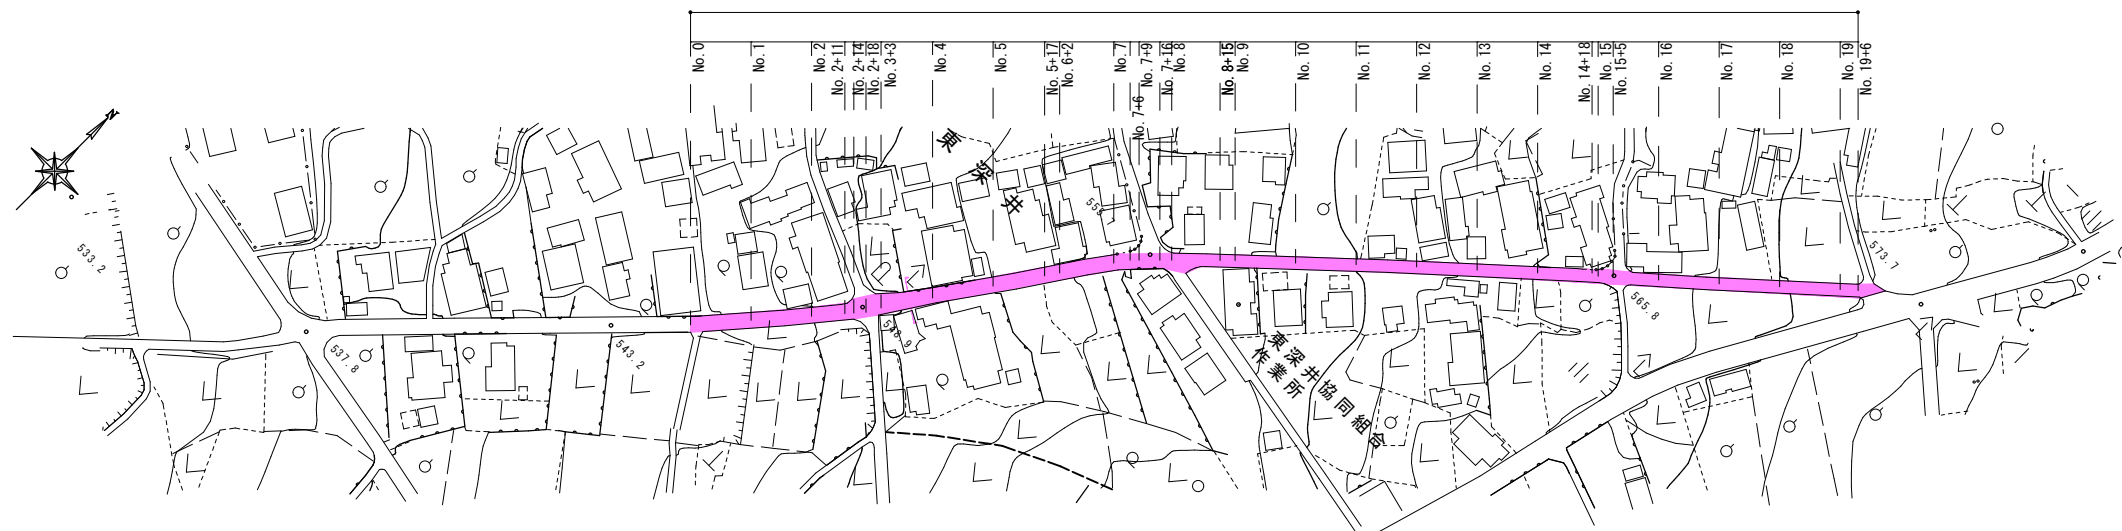 No. 0
No. 1
No. 2
No. 2+11
No. 2+14
No. 2+18
No. 3+3
No. 4
No. 5
No. 5+17
No. 6+2
No. 7
No. 7+6
No. 7+9
No. 7+16
No. 8
No. 8+15
No. 9
No. 10
No. 11
No. 12
No. 13
No. 14
No. 14+18
No. 15
No. 15+5
No. 16
No. 17
No. 18
No. 19
No. 19+6
N
東深井
533.2
537.8
543.2
548.9
565.8
573.7
東深井協同組合
作業所